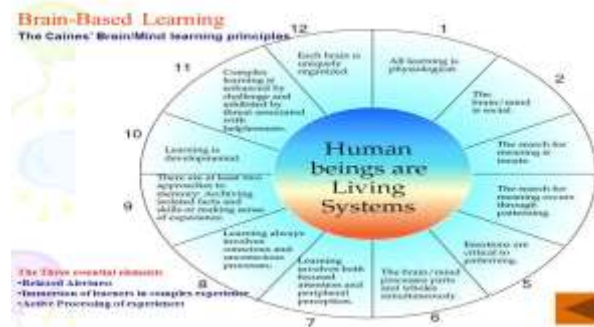 Brain-Based Learning
The Caines' Brain/Mind learning principles
12
1
2
5
6
7
8
9
10
11
Human
beings are
Living
Systems
All learning is
physiological.
The
brain/mind
is social.
The search for
meaning is
innate.
The search for
meaning occurs
through
patterning.
Emotions are
critical to
patterning.
The brain/mind
processes parts
and wholes
simultaneously.
Learning
involves both
focused
attention and
peripheral
perception.
Learning always
involves
conscious and
unconscious
processes.
There are at least two
approaches to
memory: Archiving
isolated facts and
skills or making sense
of experience.
Learning is
developmental.
Complex
learning is
enhanced by
challenge and
inhibited by
threat associated
with
helplessness.
Each brain is
uniquely
organized.
The Three essential elements
•Relaxed Alertness
•Immersion of learners in complex experience
•Active Processing of experience